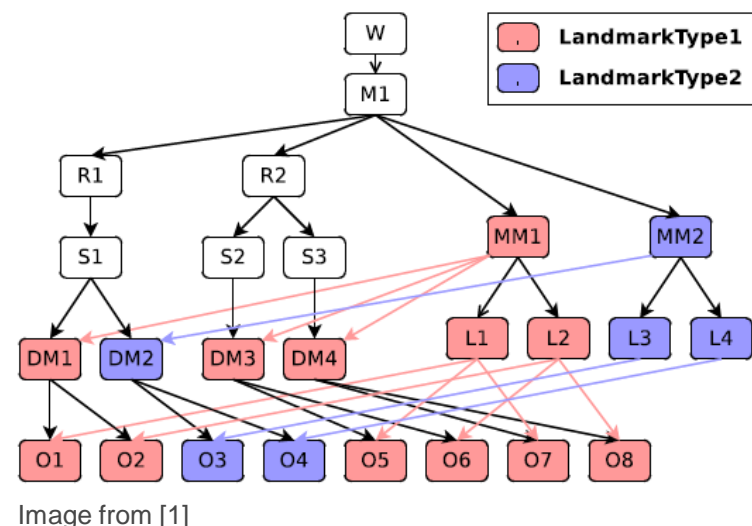 W
, LandmarkType1
, LandmarkType2
M1
R1 R2
S1 S2 S3 MM1 MM2
DM1 DM2 DM3 DM4 L1 L2 L3 L4
O1 O2 O3 O4 O5 O6 O7 O8
Image from [1]